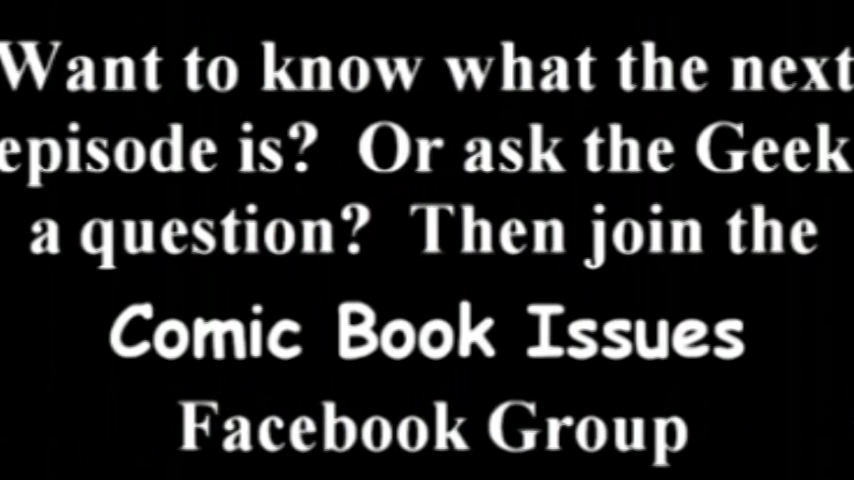 Want to know what the next
episode is?  Or ask the Geek
a question?  Then join the
Comic Book Issues
Facebook Group